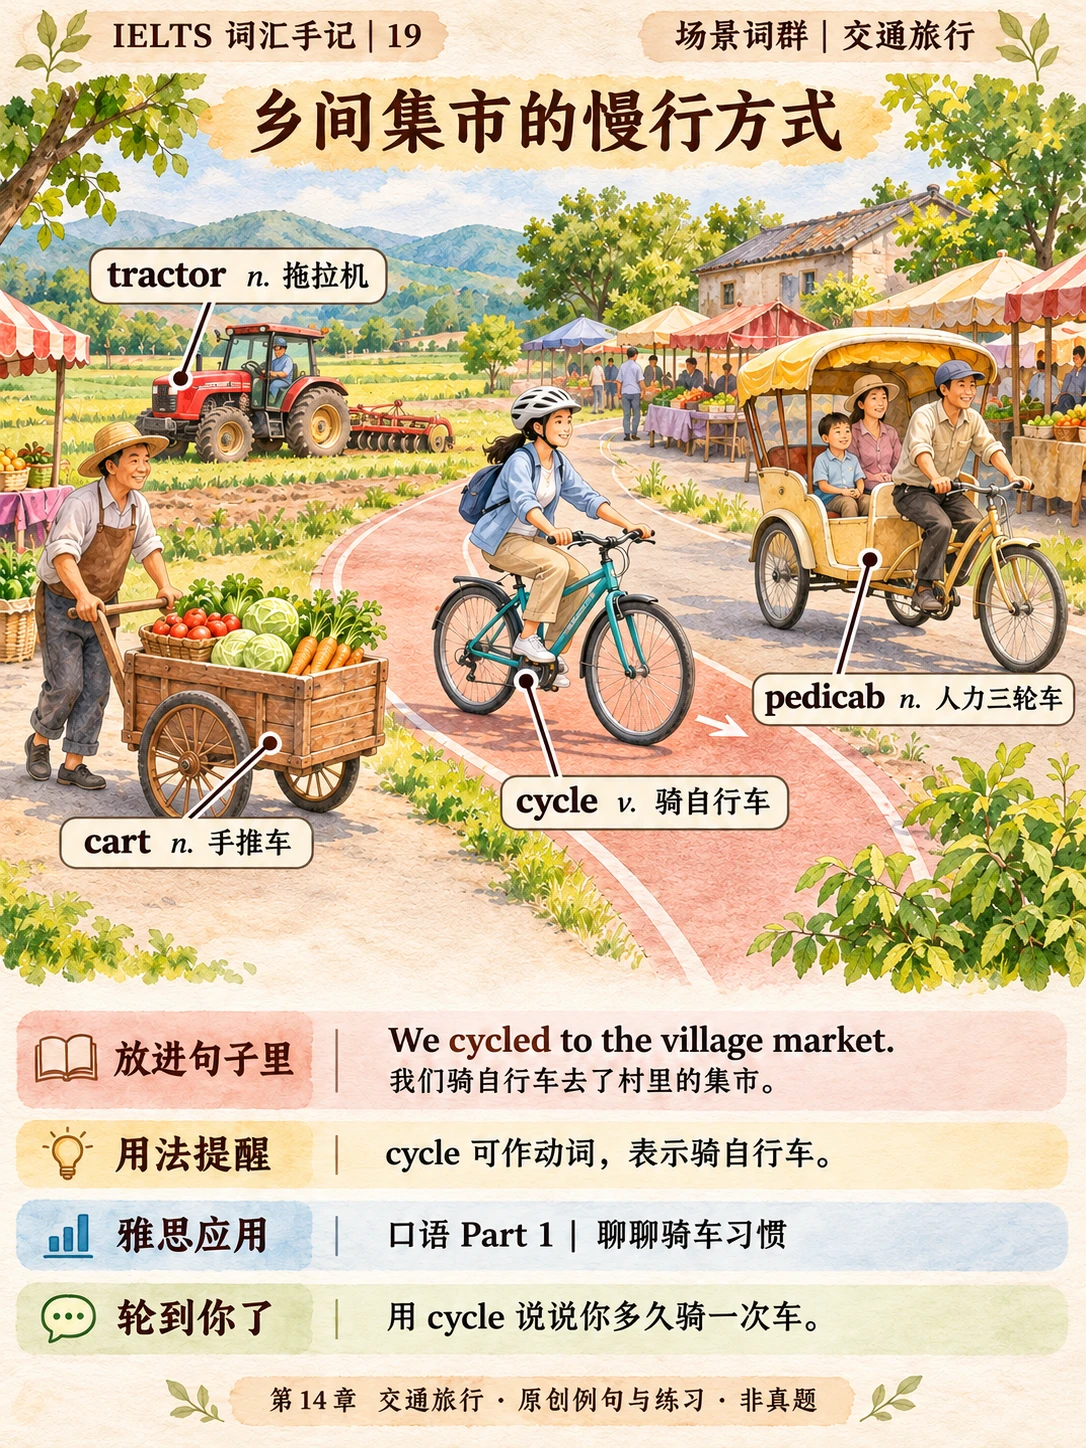 IELTS 词汇手记 | 19
场景词群 | 交通旅行
乡间集市的慢行方式
tractor n. 拖拉机
pedicab n. 人力三轮车
cycle v. 骑自行车
cart n. 手推车
放进句子里
We cycled to the village market.
我们骑自行车去了村里的集市。
用法提醒
cycle 可作动词，表示骑自行车。
雅思应用
口语 Part 1 | 聊聊骑车习惯
轮到你了
用 cycle 说说你多久骑一次车。
第 14 章 交通旅行 · 原创例句与练习 · 非真题